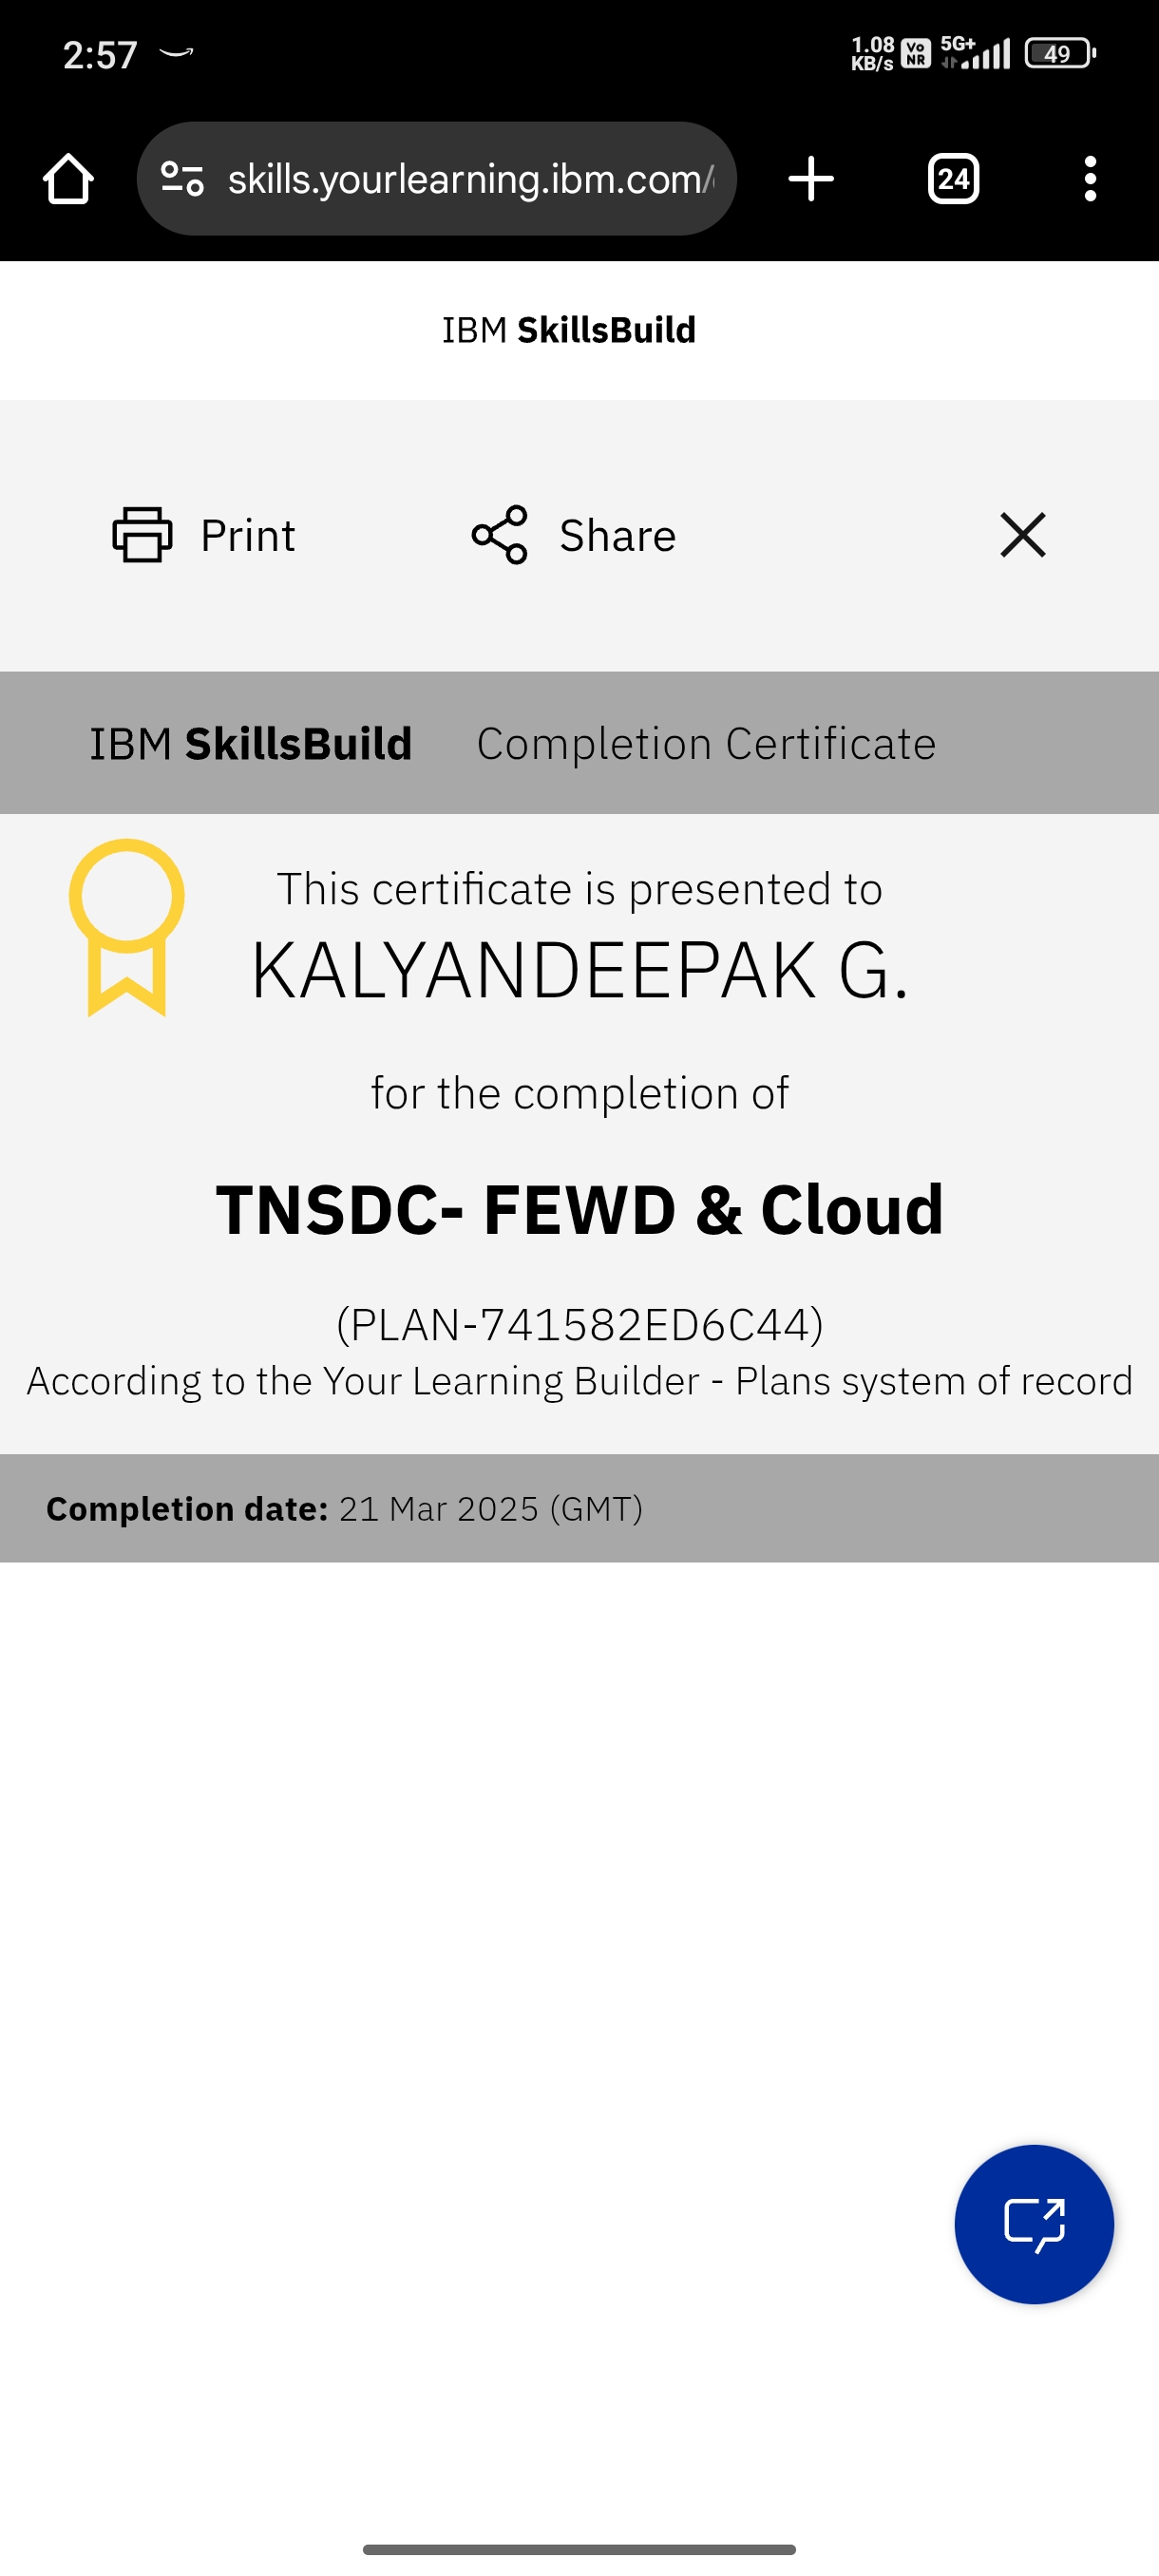 2:57
1.08 KB/s Vo NR 5G+ 49
skills.yourlearning.ibm.com/
24
IBM SkillsBuild
Print Share
IBM SkillsBuild Completion Certificate
This certificate is presented to
KALYANDEEPAK G.
for the completion of
TNSDC- FEWD & Cloud
(PLAN-741582ED6C44)
According to the Your Learning Builder - Plans system of record
Completion date: 21 Mar 2025 (GMT)